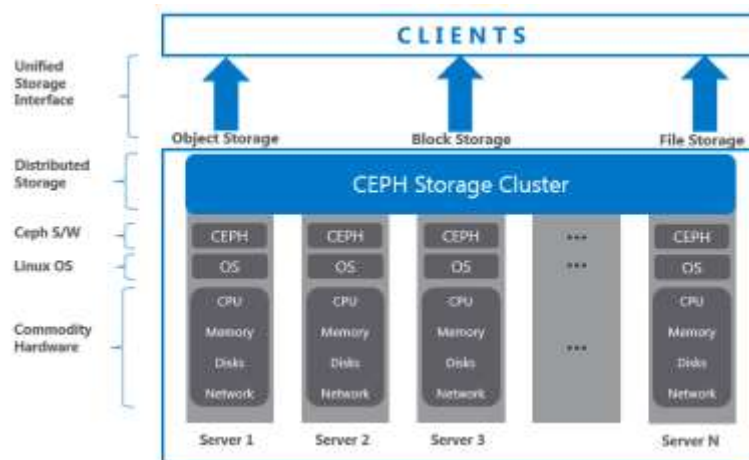 CLIENTS
Unified
Storage
Interface
Object Storage
Block Storage
File Storage
Distributed
Storage
CEPH Storage Cluster
Ceph S/W
CEPH
CEPH
CEPH
...
CEPH
Linux OS
OS
OS
OS
...
OS
Commodity
Hardware
CPU
Memory
Disks
Network
CPU
Memory
Disks
Network
CPU
Memory
Disks
Network
...
CPU
Memory
Disks
Network
Server 1
Server 2
Server 3
Server N